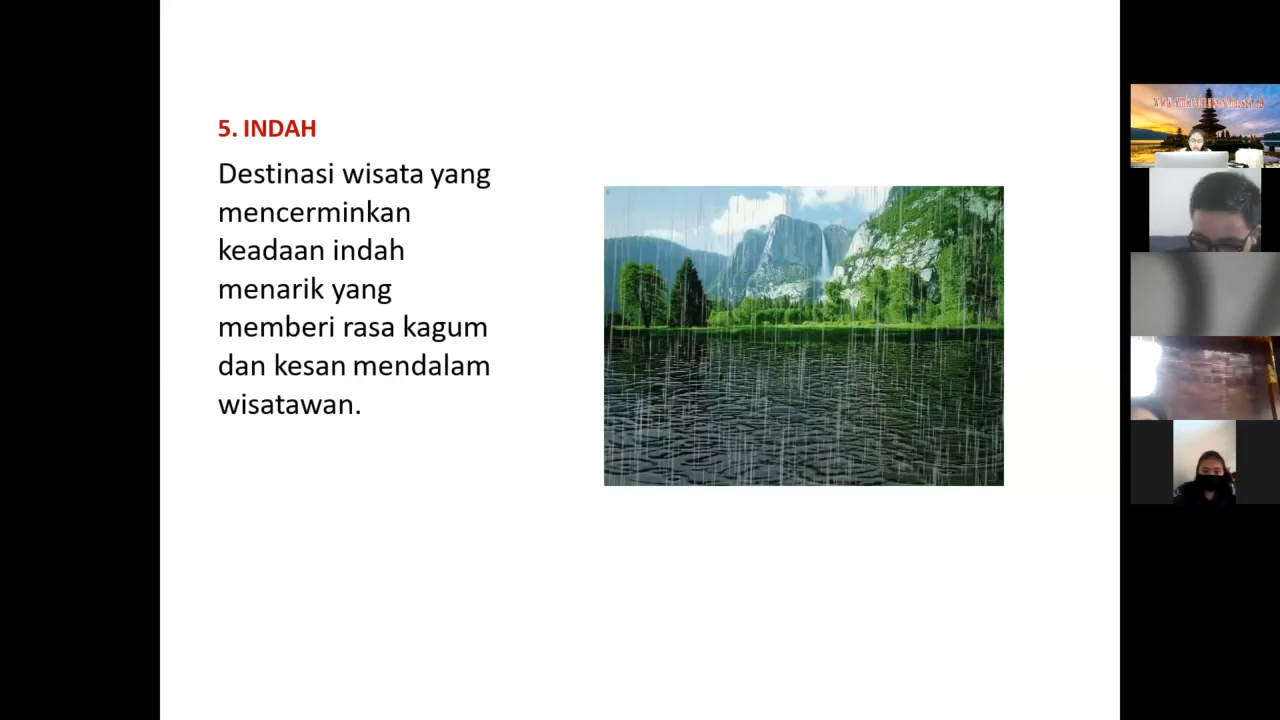 5. INDAH
Destinasi wisata yang
mencerminkan
keadaan indah
menarik yang
memberi rasa kagum
dan kesan mendalam
wisatawan.